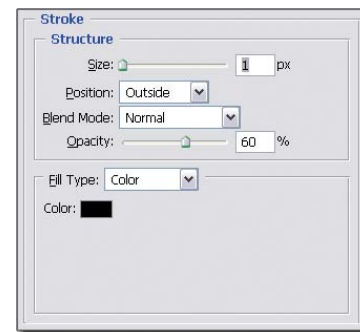 Stroke
Structure
Size: 1 px
Position: Outside
Blend Mode: Normal
Opacity: 60 %
Fill Type: Color
Color: